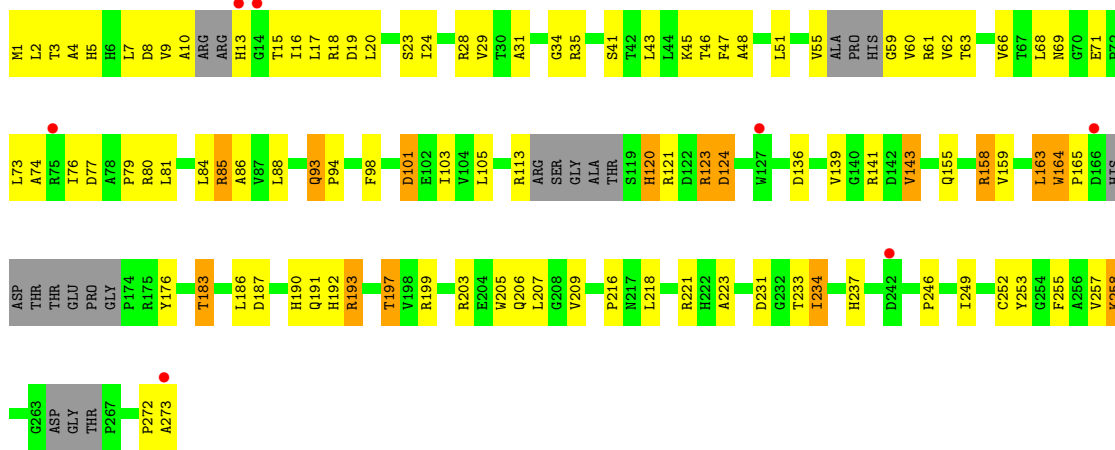 M1 L2 T3 A4 H5 H6 L7 D8 V9 A10 ARG ARG H13 G14 T15 I16 L17 R18 D19 L20 S23 I24 R28 V29 T30 A31 G34 R35 S41 T42 L43 L44 K45 T46 F47 A48 L51 V55 ALA PRO HIS G59 V60 R61 V62 T63 V66 T67 L68 N69 G70 E71
L73 A74 R75 I76 D77 A78 P79 R80 L81 L84 R85 A86 V87 L88 Q93 P94 F98 D101 E102 I103 V104 L105 R113 ARG SER GLY ALA THR S119 H120 R121 D122 R123 D124 W127 D136 V139 G140 R141 D142 V143 Q155 R158 V159 L163 W164 P165 D166
ASP THR THR GLU PRO GLY P174 R175 Y176 T183 L186 D187 H190 Q191 H192 R193 T197 V198 R199 R203 E204 W205 Q206 L207 G208 V209 P216 N217 L218 R221 H222 A223 D231 G232 T233 I234 H237 D242 P246 I249 C252 Y253 G254 F255 A256 V257
G263 ASP GLY THR P267 P272 A273